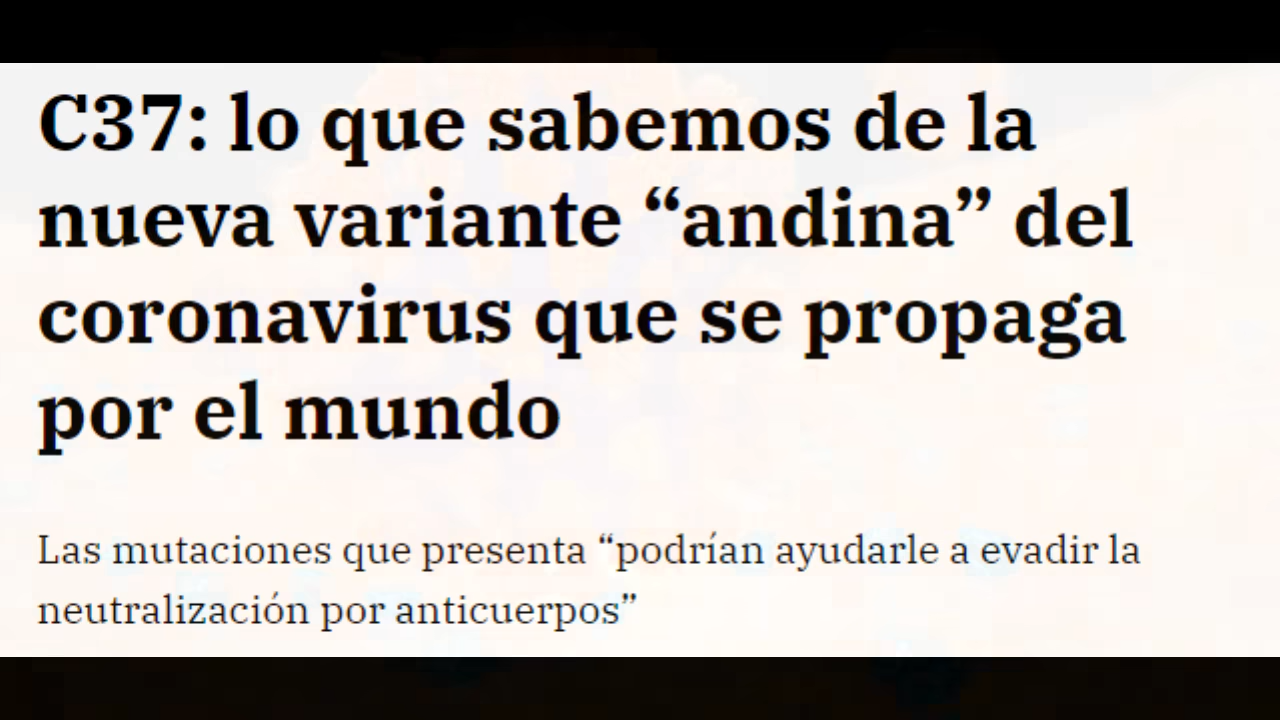 C37: lo que sabemos de la
nueva variante “andina” del
coronavirus que se propaga
por el mundo
Las mutaciones que presenta “podrían ayudarle a evadir la
neutralización por anticuerpos”